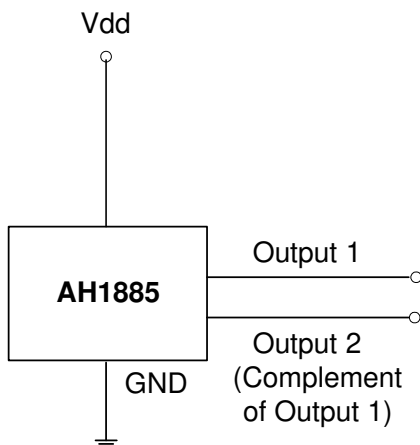 Vdd
AH1885
Output 1
Output 2
(Complement
of Output 1)
GND